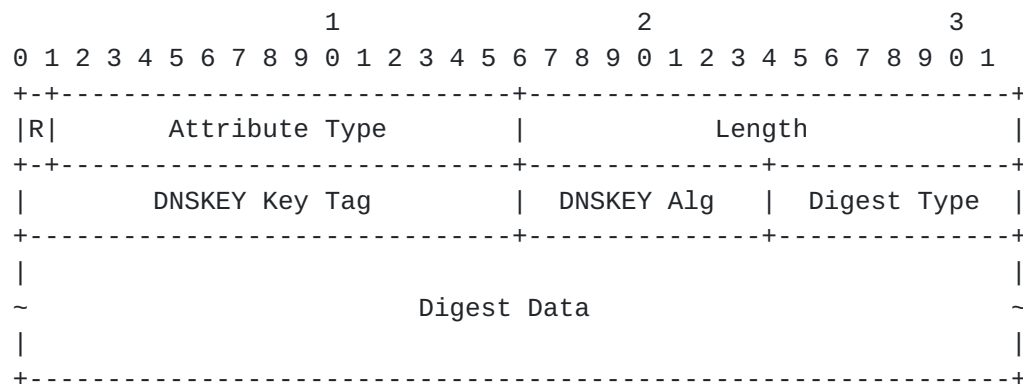 1                   2                   3
0 1 2 3 4 5 6 7 8 9 0 1 2 3 4 5 6 7 8 9 0 1 2 3 4 5 6 7 8 9 0 1
+-+-----------------------------+-------------------------------+
|R|       Attribute Type        |            Length             |
+-+-----------------------------+---------------+---------------+
|        DNSKEY Key Tag         |  DNSKEY Alg   |  Digest Type  |
+-------------------------------+---------------+---------------+
|                                                               |
~                         Digest Data                           ~
|                                                               |
+---------------------------------------------------------------+